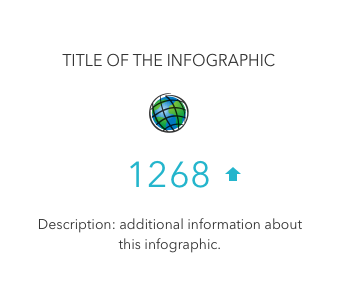 TITLE OF THE INFOGRAPHIC
1268
Description: additional information about
this infographic.